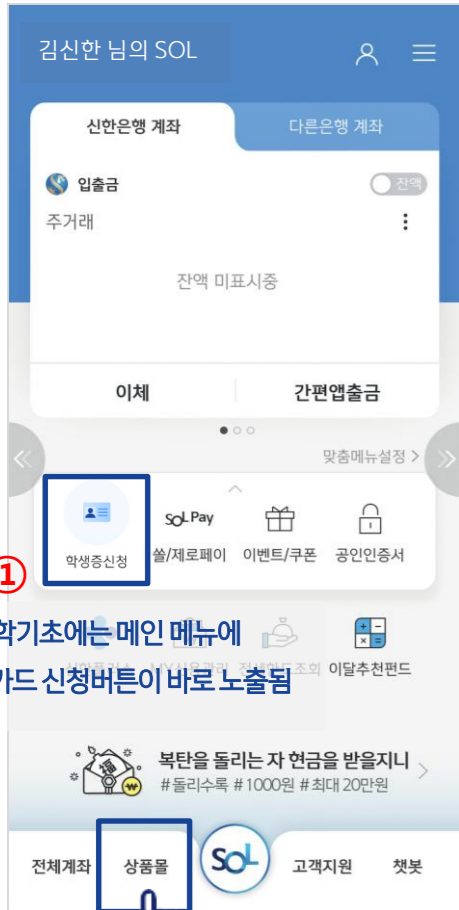 김신한 님의 SOL
신한은행 계좌
다른은행 계좌
입출금
잔액
주거래
잔액 미표시중
이체
간편앱출금
맞춤메뉴설정 >
학생증신청
SOL Pay
쏠/제로페이
이벤트/쿠폰
공인인증서
①
학기초에는 메인 메뉴에
카드 신청버튼이 바로 노출됨
이달추천펀드
복탄을 돌리는 자 현금을 받을지니
#돌리수록 #1000원 #최대 20만원
전체계좌
상품몰
SOL
고객지원
챗봇